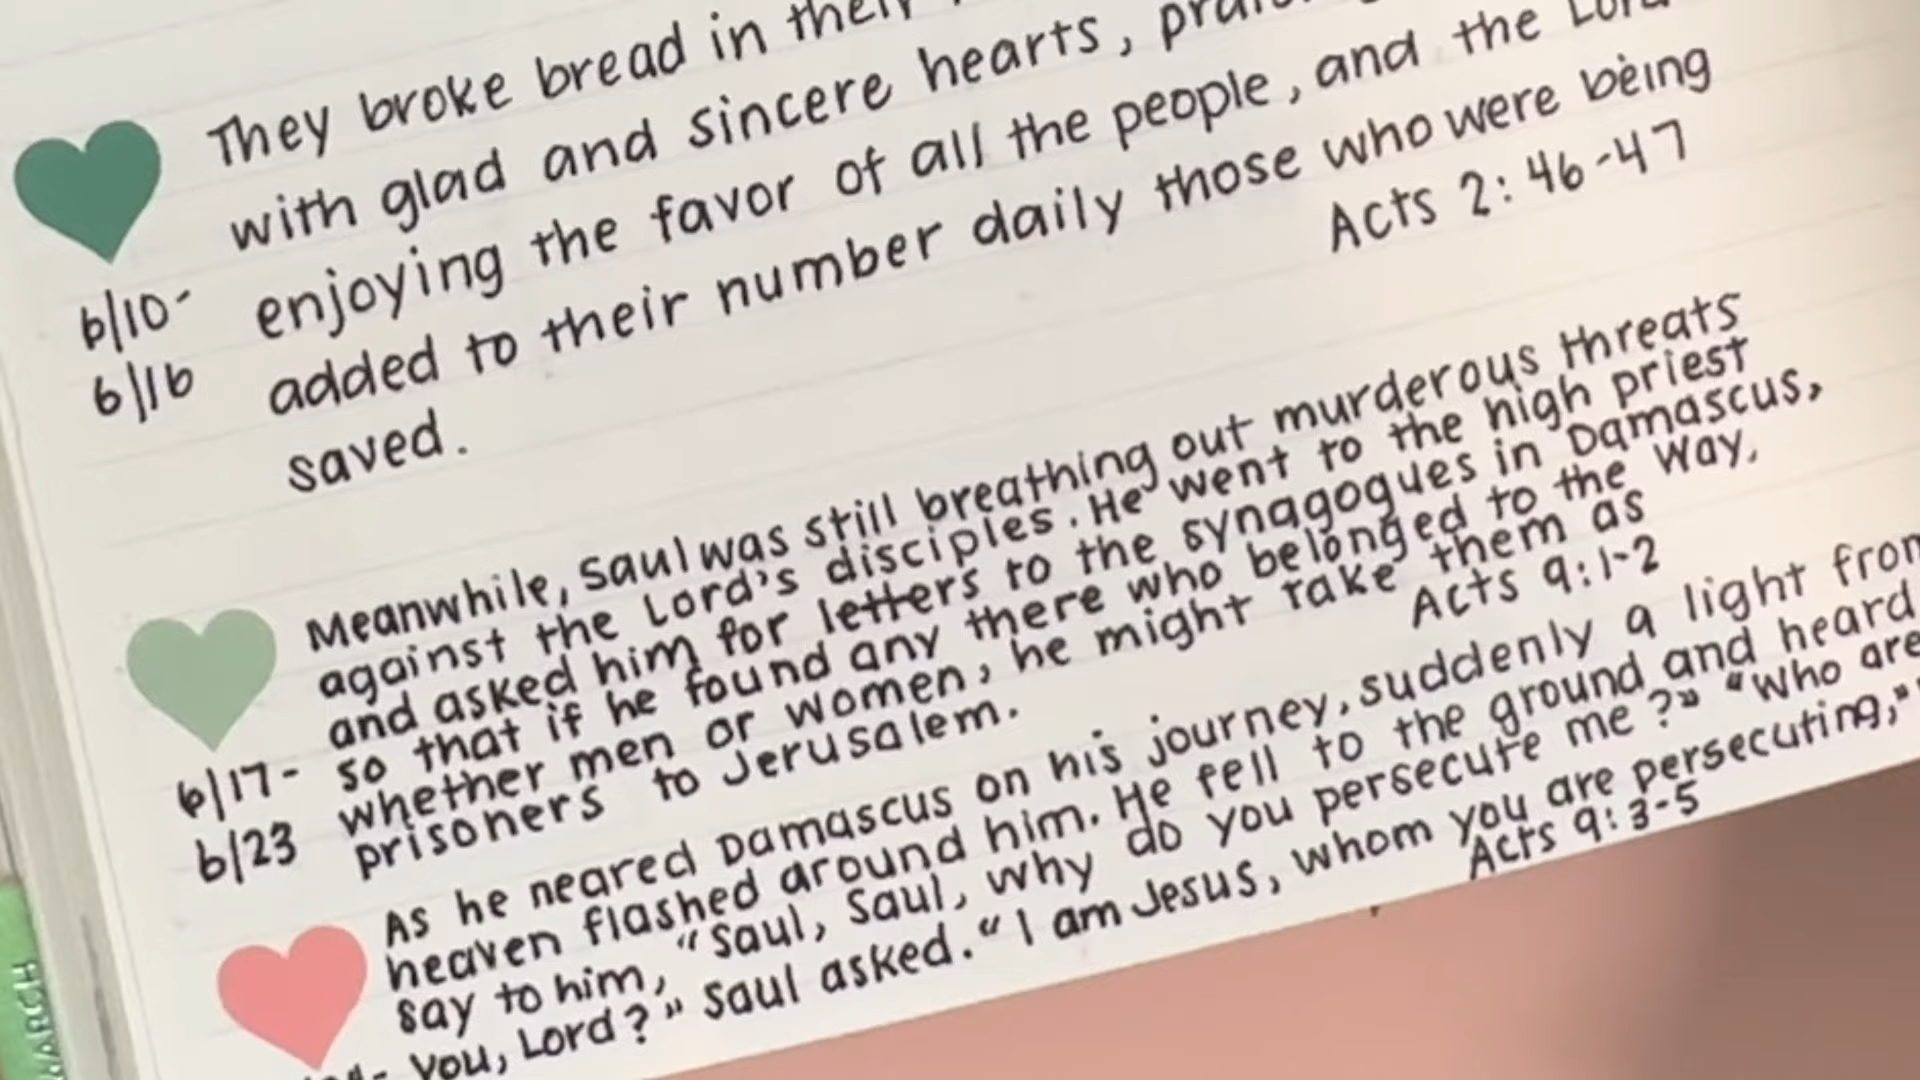 They broke bread in their
with glad and sincere hearts,
enjoying the favor of all the people, and the Lord
added to their number daily those who were being
saved.
Acts 2:46-47
6/10-
6/16
Meanwhile, Saul was still breathing out murderous threats
against the Lord's disciples. He went to the high priest
and asked him for letters to the synagogues in Damascus,
so that if he found any there who belonged to the Way,
whether men or women, he might take them as
prisoners to Jerusalem.
Acts 9:1-2
6/17-
6/23
As he neared Damascus on his journey, suddenly a light from
heaven flashed around him. He fell to the ground and heard
say to him, "Saul, Saul, why do you persecute me?" "Who are
you, Lord?" Saul asked. "I am Jesus, whom you are persecuting,"
Acts 9:3-5
MARCH